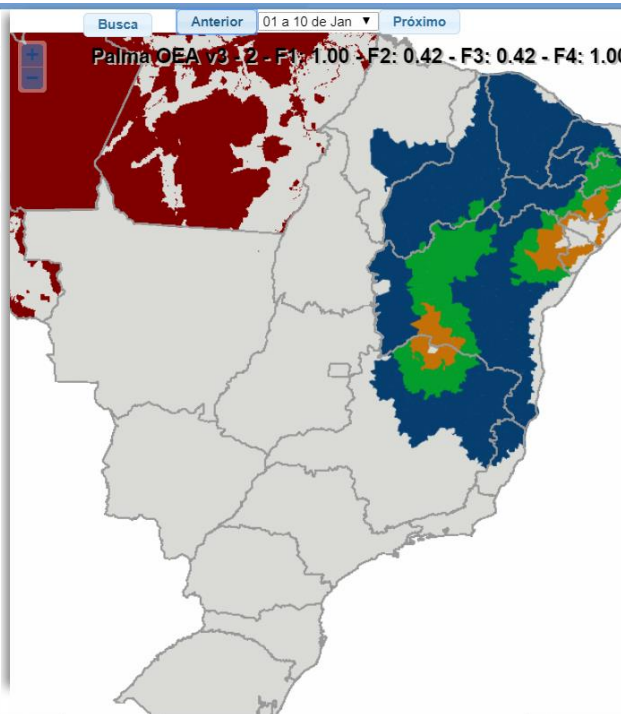 Busca Anterior 01 a 10 de Jan Próximo
+
Palma OEA v3 - 2 - F1: 1.00 - F2: 0.42 - F3: 0.42 - F4: 1.00
−